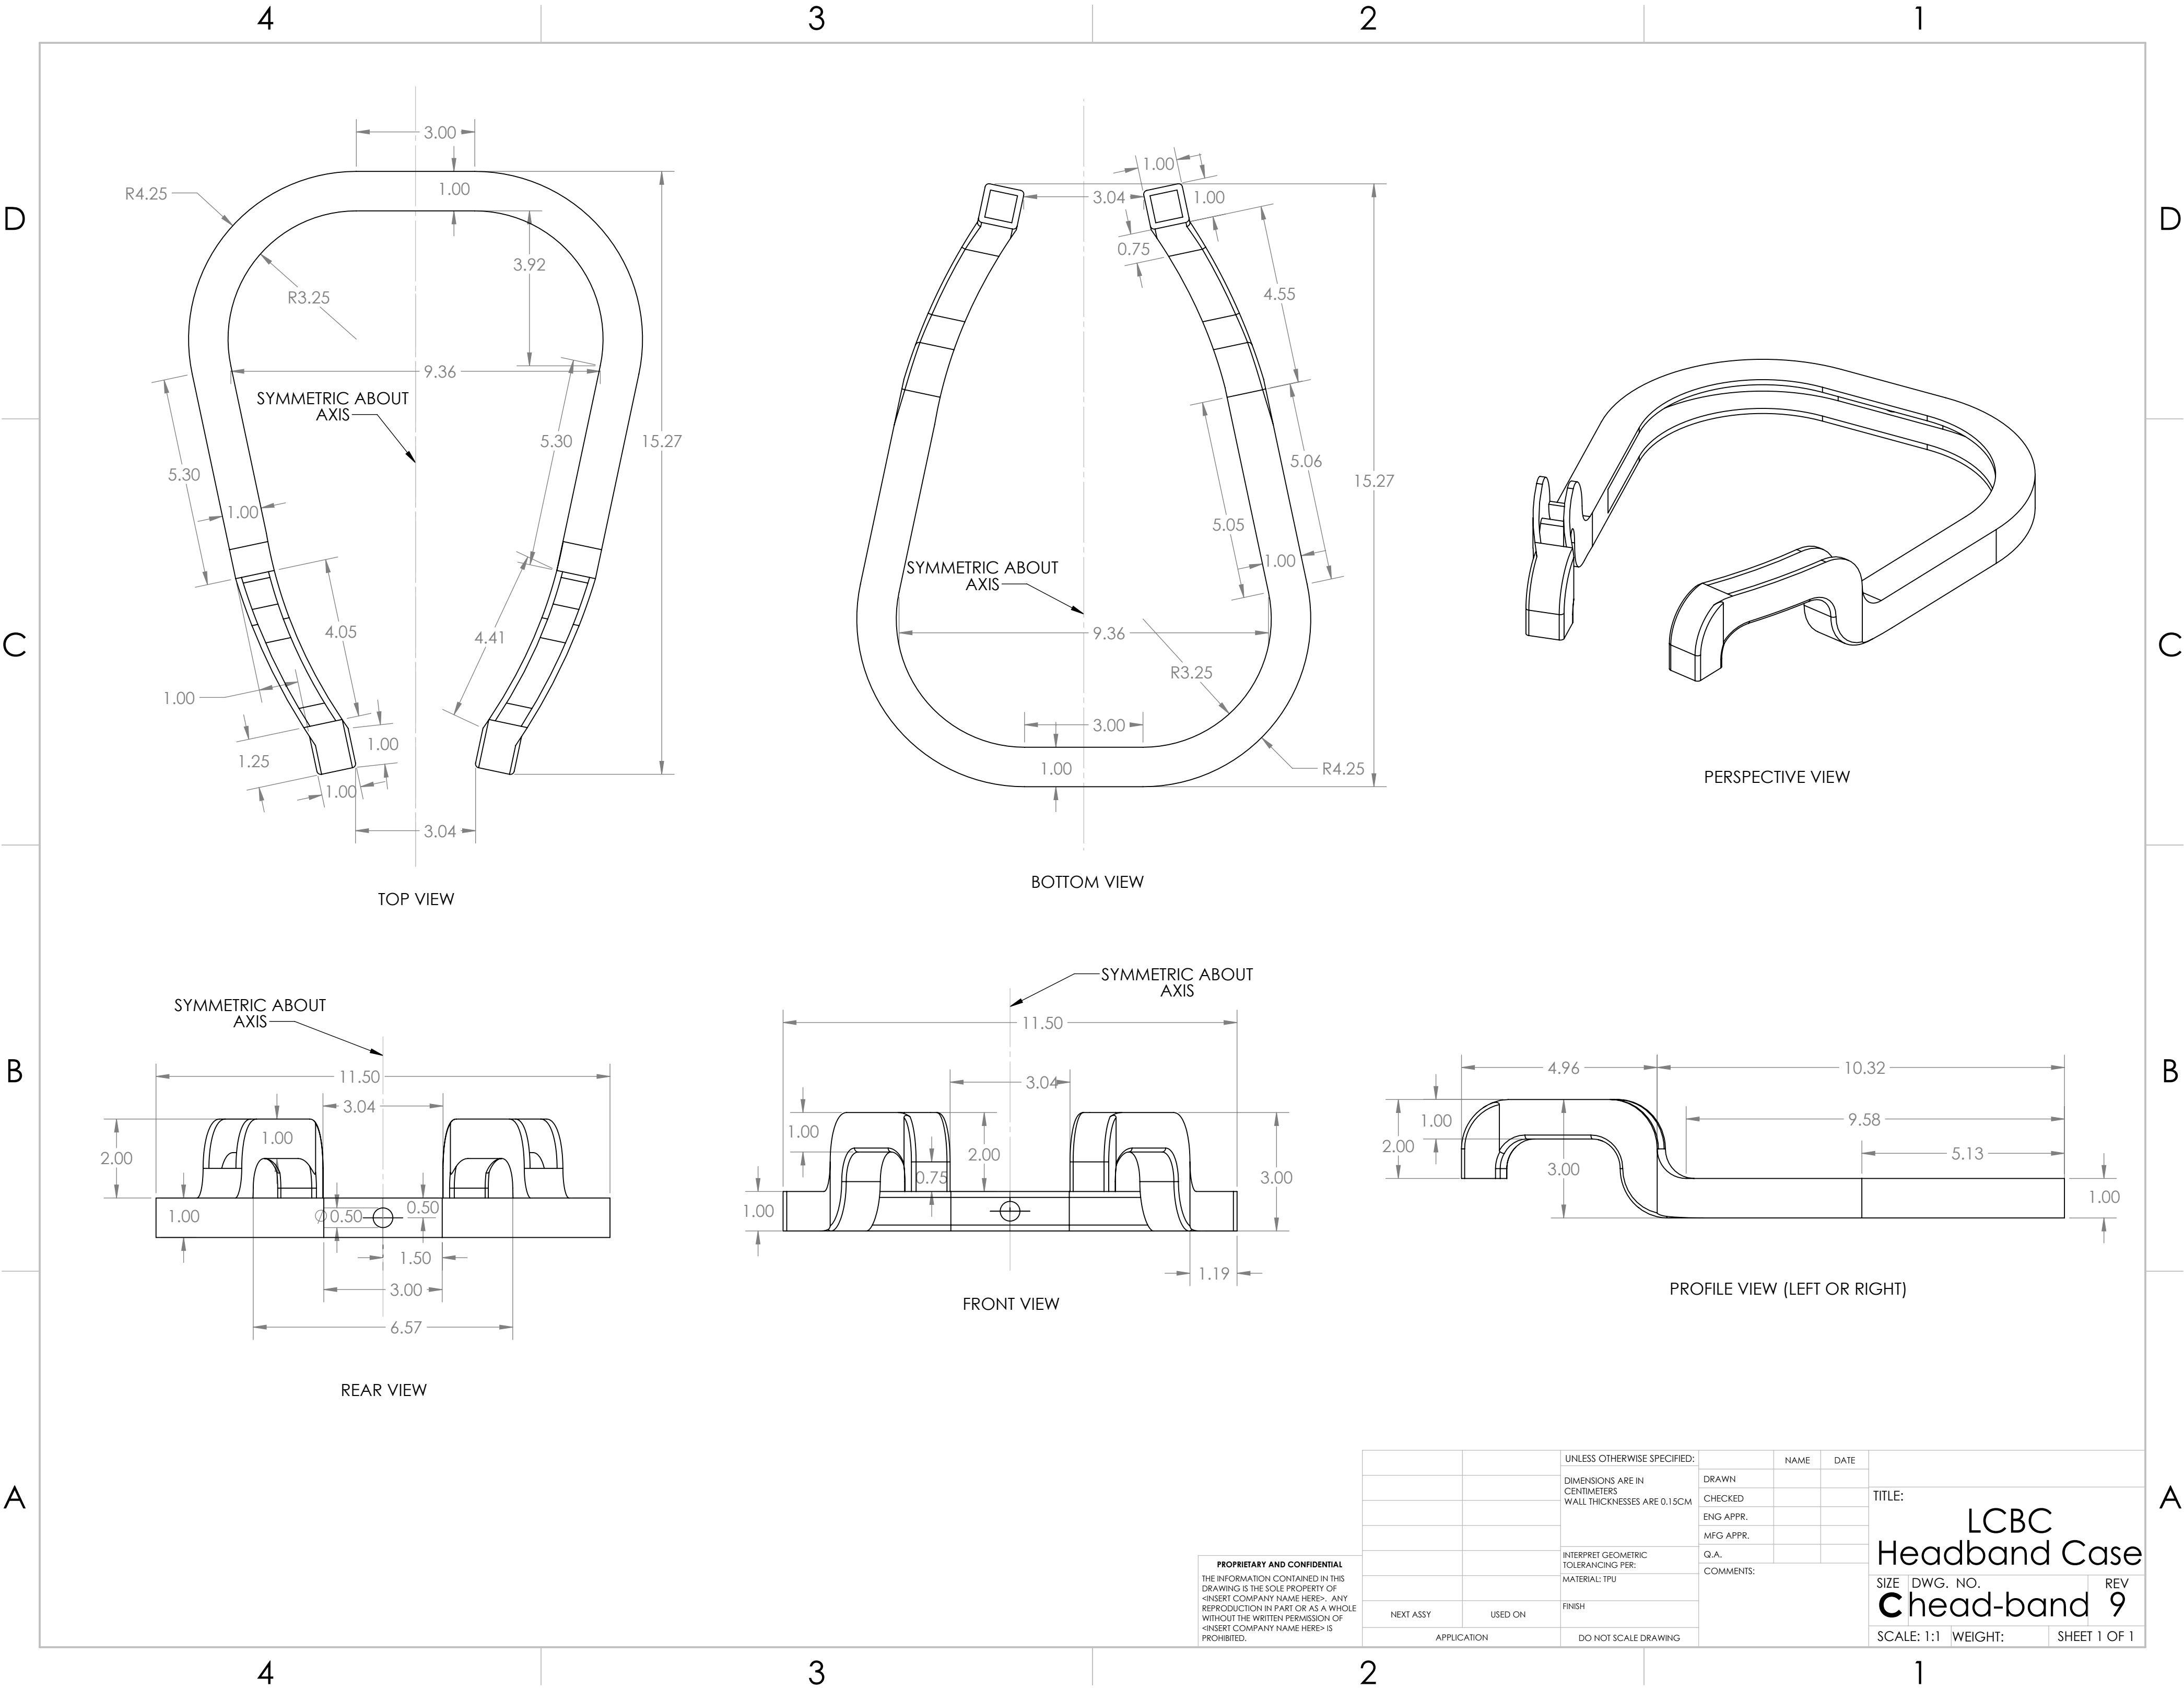 4 3 2 1
D D
C C
B B
A A
3.00
1.00
R4.25
3.92
R3.25
9.36
SYMMETRIC ABOUT
AXIS
5.30
5.30
15.27
1.00
4.05
4.41
1.00
1.25
1.00
1.00
3.04
TOP VIEW
1.00
3.04
1.00
0.75
4.55
5.06
15.27
5.05
1.00
SYMMETRIC ABOUT
AXIS
9.36
R3.25
3.00
1.00
R4.25
BOTTOM VIEW
PERSPECTIVE VIEW
SYMMETRIC ABOUT
AXIS
11.50
3.04
1.00
2.00
1.00
Ø0.50
0.50
1.50
3.00
6.57
REAR VIEW
SYMMETRIC ABOUT
AXIS
11.50
3.04
1.00
2.00
0.75
3.00
1.00
1.19
FRONT VIEW
4.96
10.32
1.00
9.58
2.00
5.13
3.00
1.00
PROFILE VIEW (LEFT OR RIGHT)
PROPRIETARY AND CONFIDENTIAL
THE INFORMATION CONTAINED IN THIS
DRAWING IS THE SOLE PROPERTY OF
<INSERT COMPANY NAME HERE>. ANY
REPRODUCTION IN PART OR AS A WHOLE
WITHOUT THE WRITTEN PERMISSION OF
<INSERT COMPANY NAME HERE> IS
PROHIBITED.
NEXT ASSY
USED ON
APPLICATION
UNLESS OTHERWISE SPECIFIED:
DIMENSIONS ARE IN
CENTIMETERS
WALL THICKNESSES ARE 0.15CM
INTERPRET GEOMETRIC
TOLERANCING PER:
MATERIAL: TPU
FINISH
DO NOT SCALE DRAWING
NAME
DATE
DRAWN
CHECKED
ENG APPR.
MFG APPR.
Q.A.
COMMENTS:
TITLE:
LCBC
Headband Case
SIZE
C
DWG. NO.
head-band
REV
9
SCALE: 1:1
WEIGHT:
SHEET 1 OF 1
4 3 2 1